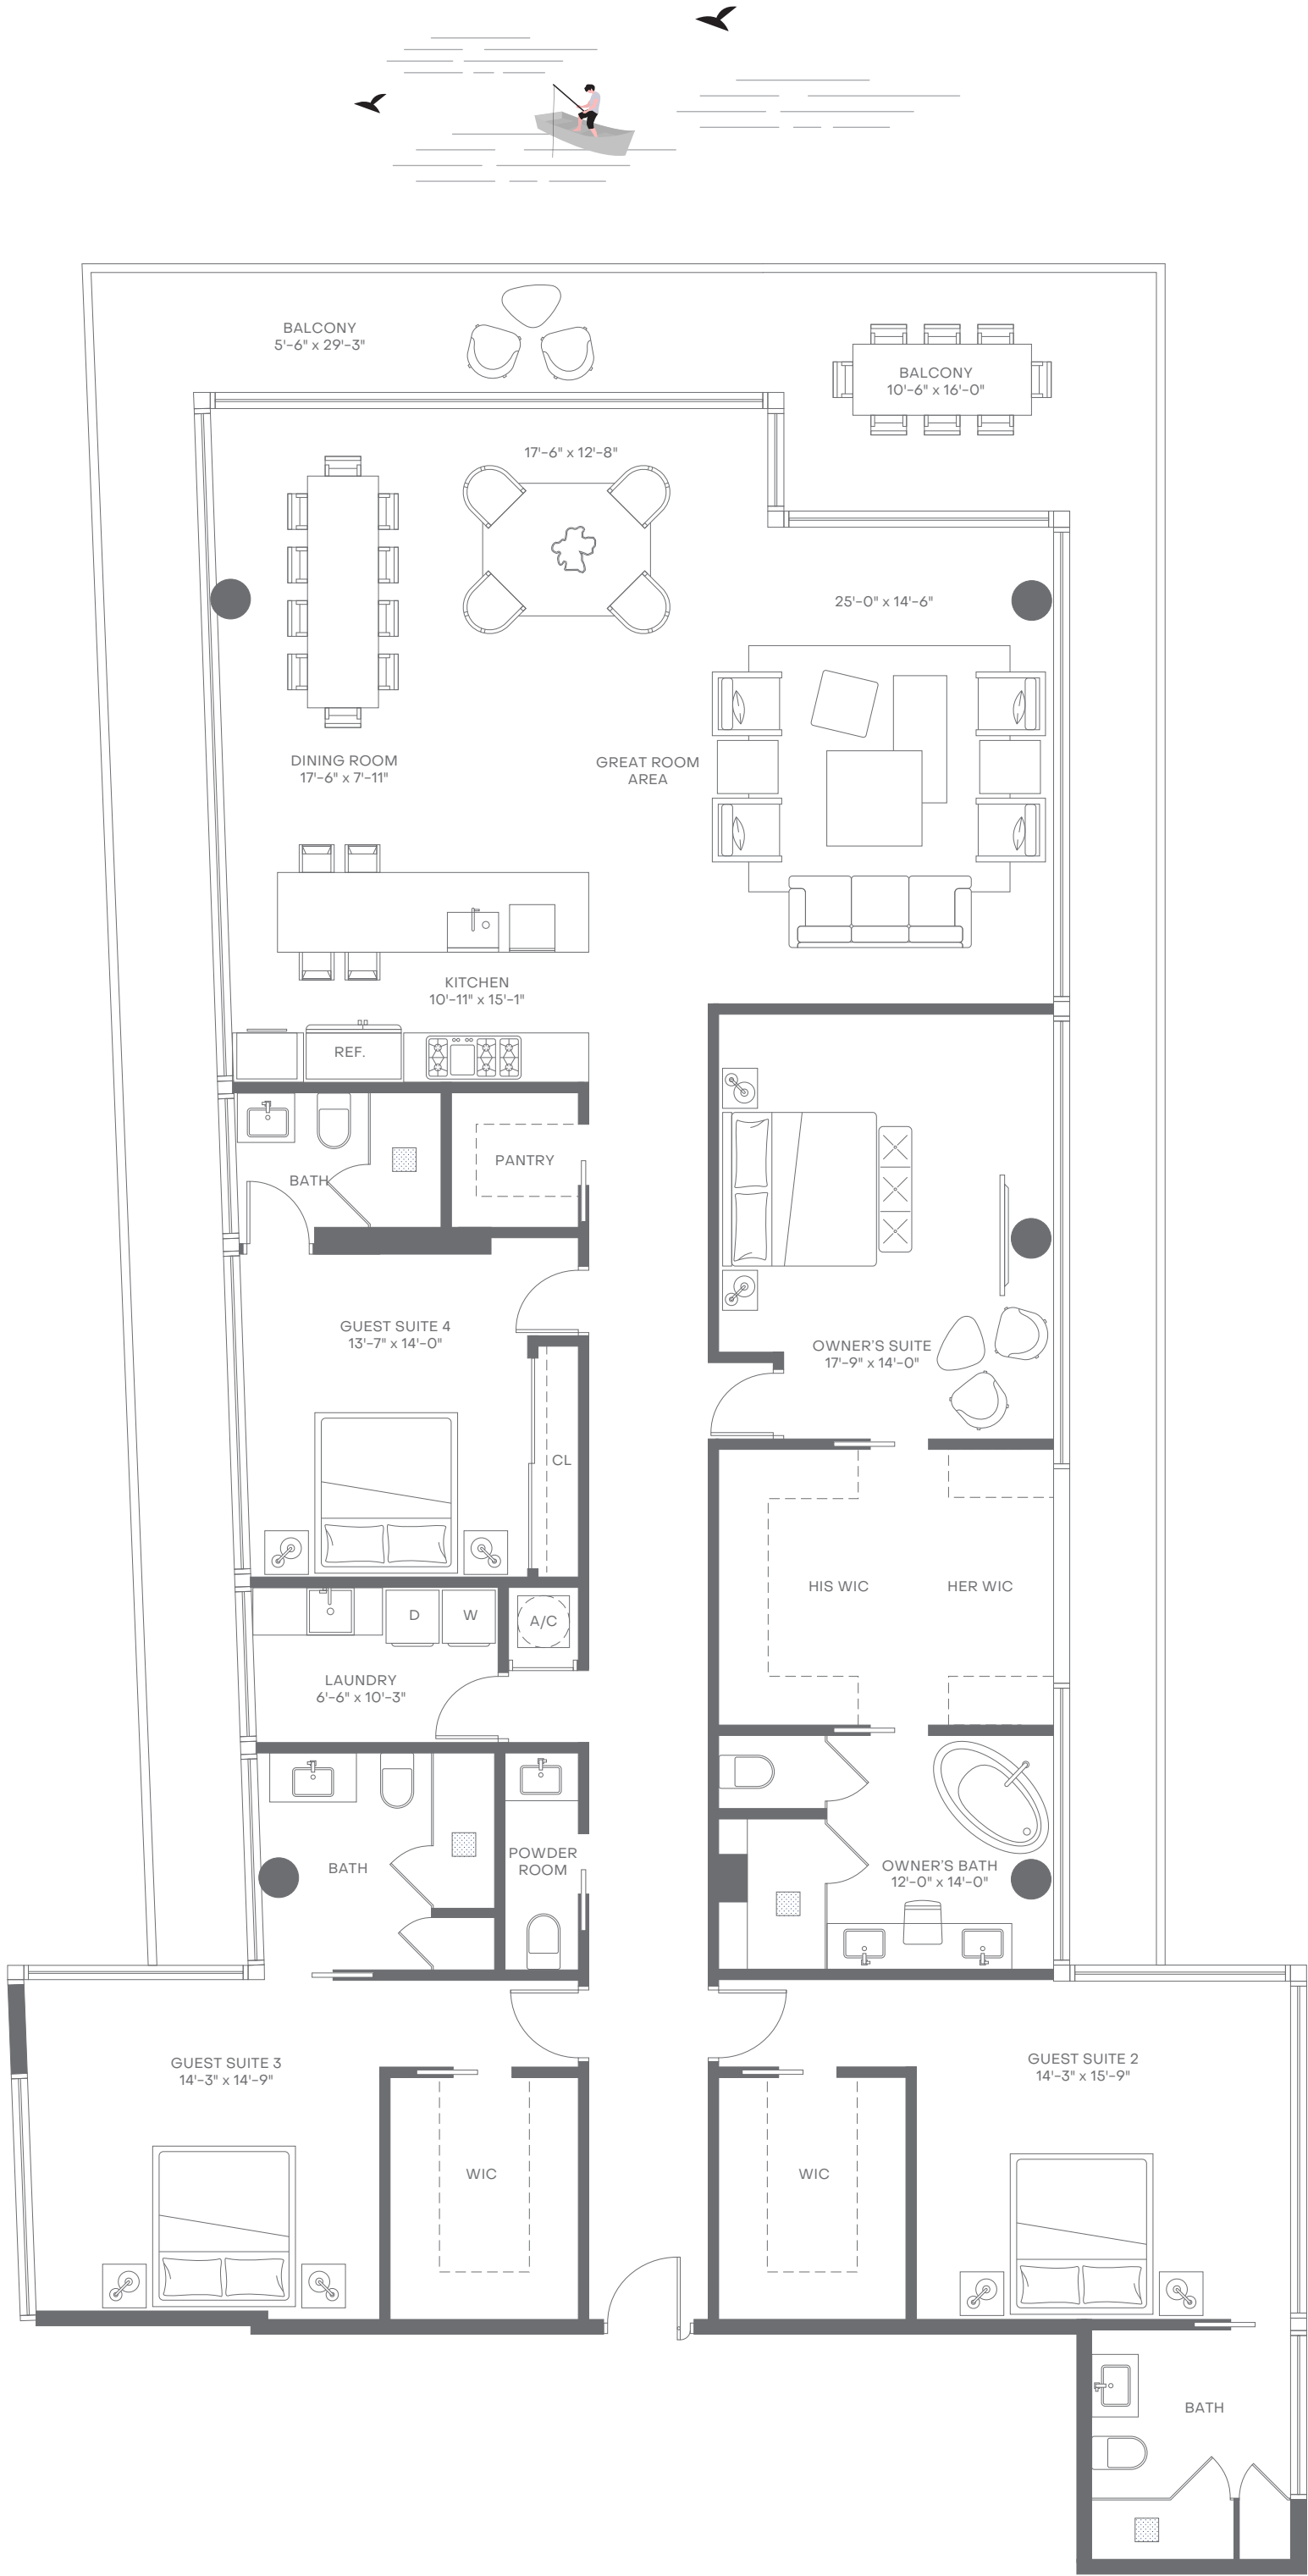 BALCONY
5'-6" x 29'-3"
BALCONY
10'-6" x 16'-0"
17'-6" x 12'-8"
25'-0" x 14'-6"
DINING ROOM
17'-6" x 7'-11"
GREAT ROOM
AREA
KITCHEN
10'-11" x 15'-1"
REF.
BATH
PANTRY
GUEST SUITE 4
13'-7" x 14'-0"
OWNER'S SUITE
17'-9" x 14'-0"
CL
HIS WIC
HER WIC
D
W
A/C
LAUNDRY
6'-6" x 10'-3"
BATH
POWDER
ROOM
OWNER'S BATH
12'-0" x 14'-0"
GUEST SUITE 3
14'-3" x 14'-9"
GUEST SUITE 2
14'-3" x 15'-9"
WIC
WIC
BATH